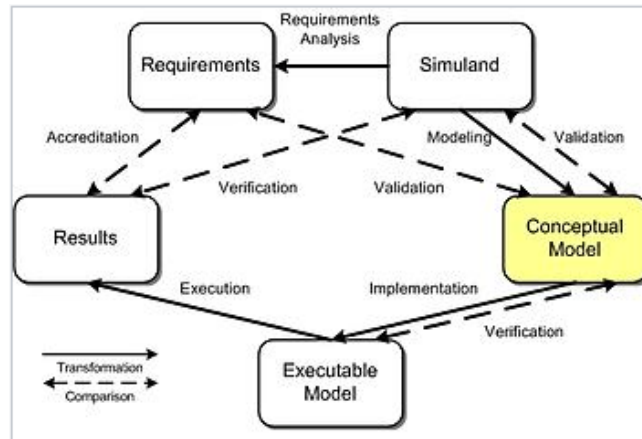 Requirements
Analysis
Requirements
Simuland
Accreditation
Modeling
Validation
Verification
Validation
Results
Conceptual
Model
Execution
Implementation
Verification
Transformation
Comparison
Executable
Model